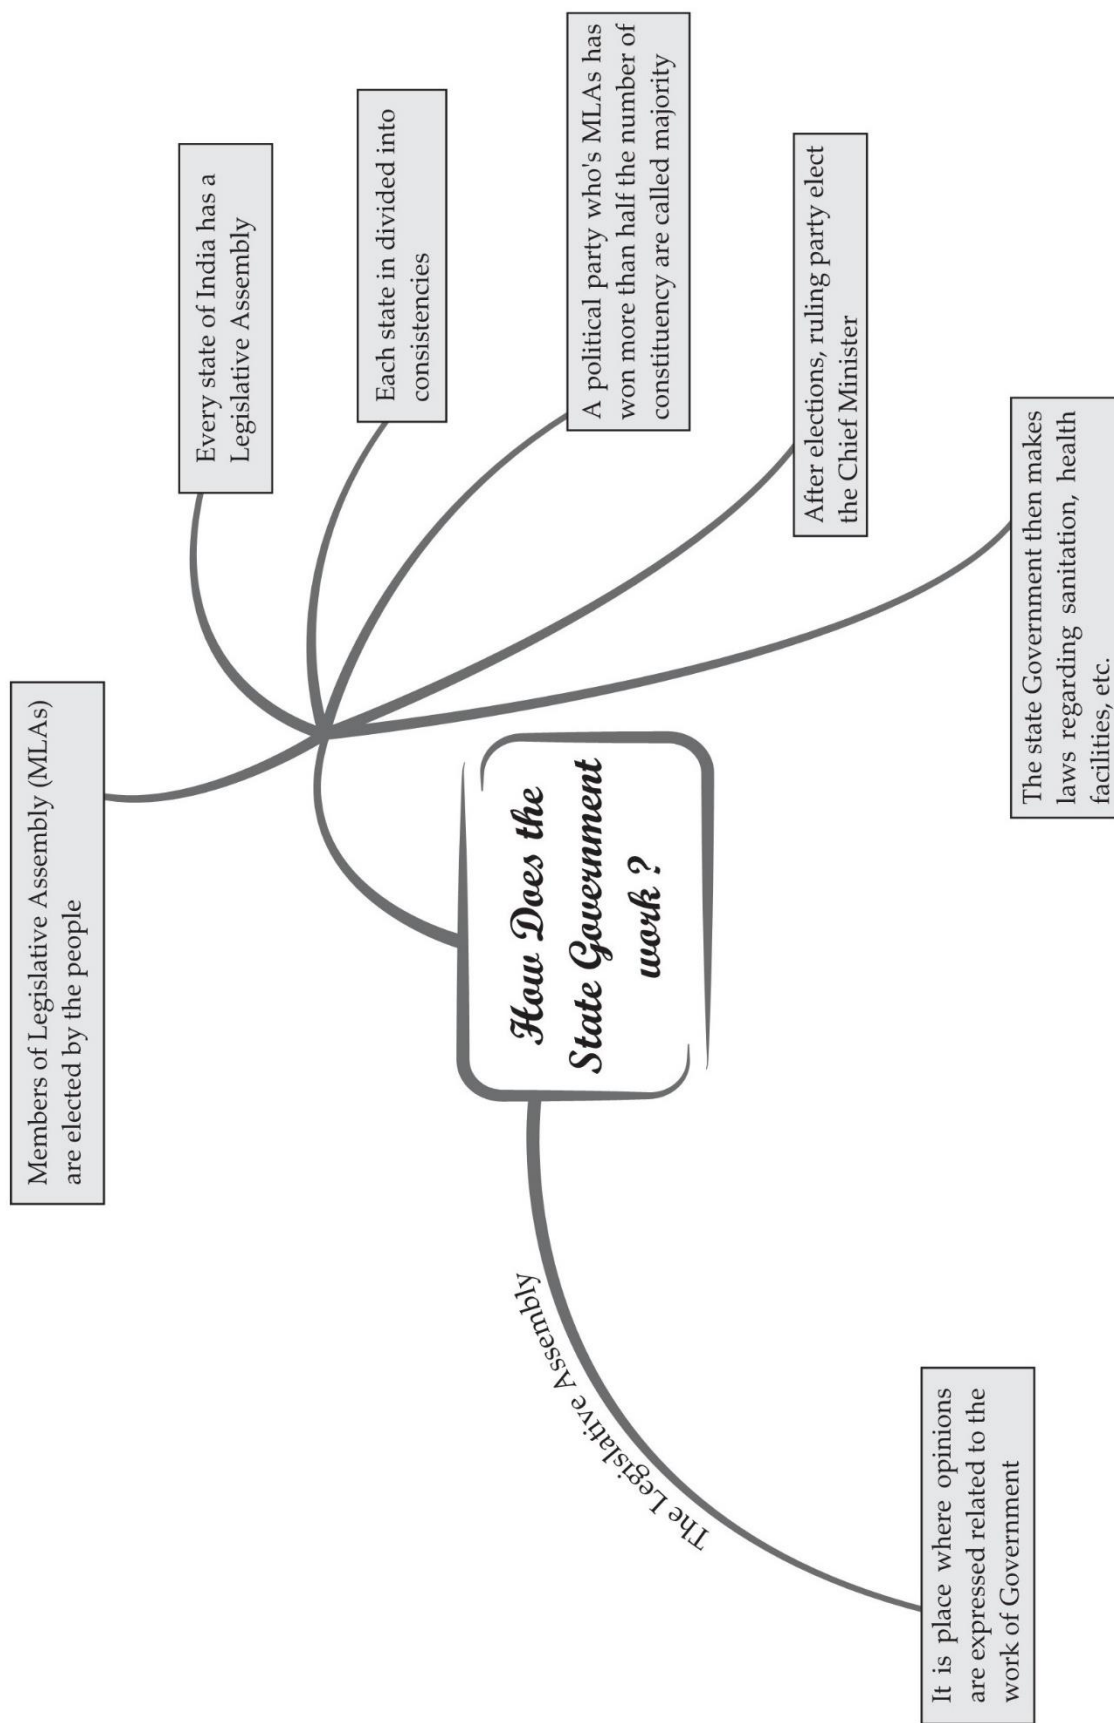 How Does the
State Government
work ?
Members of Legislative Assembly (MLAs)
are elected by the people
Every state of India has a
Legislative Assembly
Each state in divided into
consistencies
A political party who's MLAs has
won more than half the number of
constituency are called majority
After elections, ruling party elect
the Chief Minister
The state Government then makes
laws regarding sanitation, health
facilities, etc.
The Legislative Assembly
It is place where opinions
are expressed related to the
work of Government